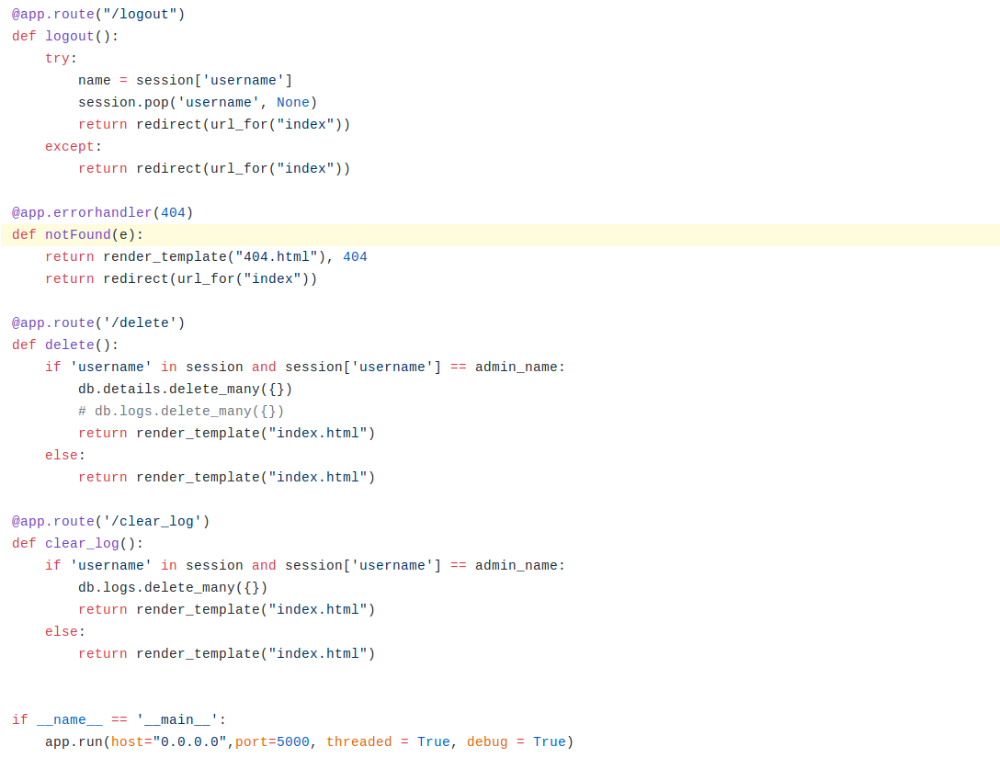 @app.route("/logout")
def logout():
    try:
        name = session['username']
        session.pop('username', None)
        return redirect(url_for("index"))
    except:
        return redirect(url_for("index"))

@app.errorhandler(404)
def notFound(e):
    return render_template("404.html"), 404
    return redirect(url_for("index"))

@app.route('/delete')
def delete():
    if 'username' in session and session['username'] == admin_name:
        db.details.delete_many({})
        # db.logs.delete_many({})
        return render_template("index.html")
    else:
        return render_template("index.html")

@app.route('/clear_log')
def clear_log():
    if 'username' in session and session['username'] == admin_name:
        db.logs.delete_many({})
        return render_template("index.html")
    else:
        return render_template("index.html")


if __name__ == '__main__':
    app.run(host="0.0.0.0",port=5000, threaded = True, debug = True)